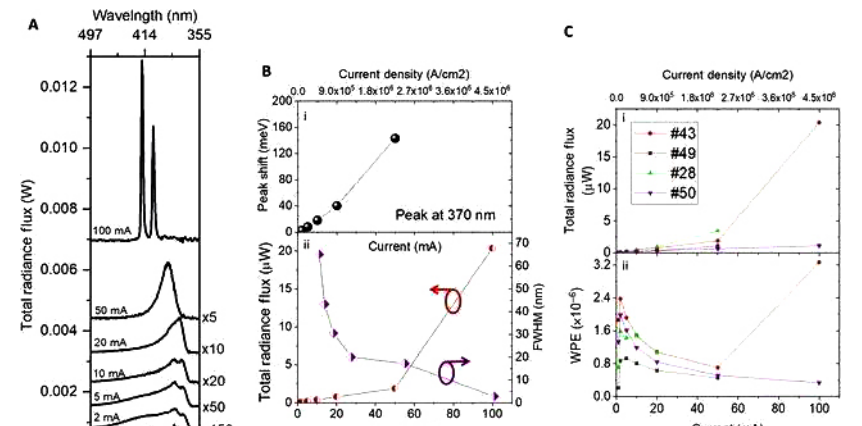 A
Wavelngth (nm)
497 414 355
Total radiance flux (W)
0.012
0.010
0.008
0.006
0.004
0.002
100 mA
50 mA
x5
20 mA
x10
10 mA
x20
5 mA
x50
2 mA
B
Current density (A/cm2)
0.0 9.0x10⁵ 1.8x10⁶ 2.7x10⁶ 3.6x10⁶ 4.5x10⁶
Peak shift (meV)
200
160
120
80
40
0
i
Peak at 370 nm
ii
Current (mA)
Total radiance flux (μW)
20
15
10
5
0
FWHM (nm)
70
60
50
40
30
20
10
0
0 20 40 60 80 100
C
Current density (A/cm2)
0.0 9.0x10⁵ 1.8x10⁶ 2.7x10⁶ 3.6x10⁶ 4.5x10⁶
Total radiance flux
(μW)
20
15
10
5
0
i
#43
#49
#28
#50
ii
WPE (x10⁻⁶)
3.2
2.4
1.6
0.8
0.0
0 20 40 60 80 100
Current (mA)